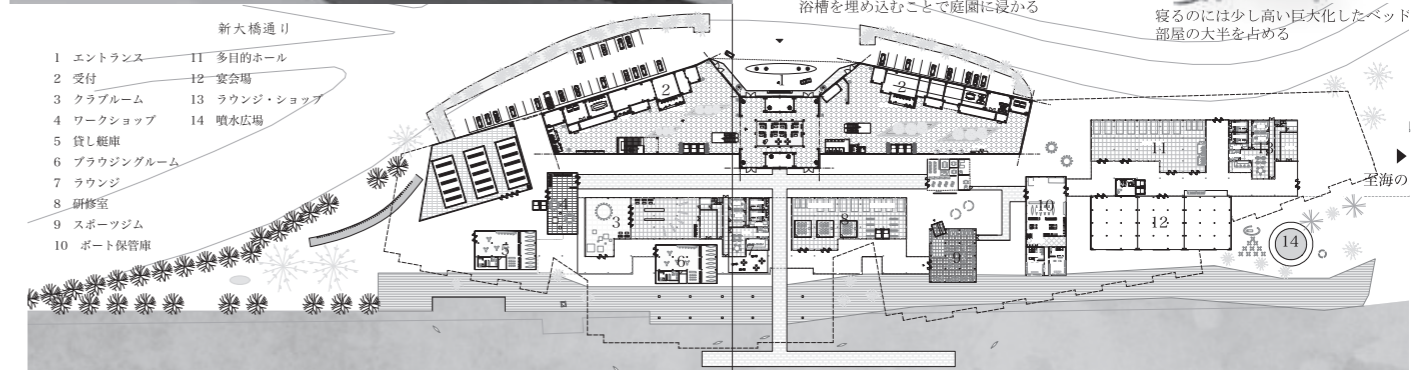 浴槽を埋め込むことで庭園に浸かる
寝るのには少し高い巨大化したベッド
部屋の大半を占める
新大橋通り
1 エントランス
2 受付
3 クラブルーム
4 ワークショップ
5 貸し艇庫
6 ブラウジングルーム
7 ラウンジ
8 研修室
9 スポーツジム
10 ボート保管庫
11 多目的ホール
12 宴会場
13 ラウンジ・ショップ
14 噴水広場
2
2
11
至海の
3
8
10
12
14
5
6
7
9